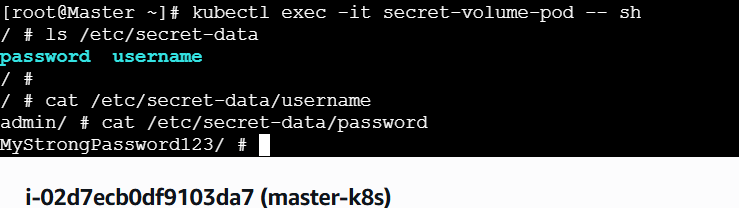 [root@Master ~]# kubectl exec -it secret-volume-pod -- sh
/ # ls /etc/secret-data
password  username
/ #
/ # cat /etc/secret-data/username
admin/ # cat /etc/secret-data/password
MyStrongPassword123/ #
i-02d7ecb0df9103da7 (master-k8s)